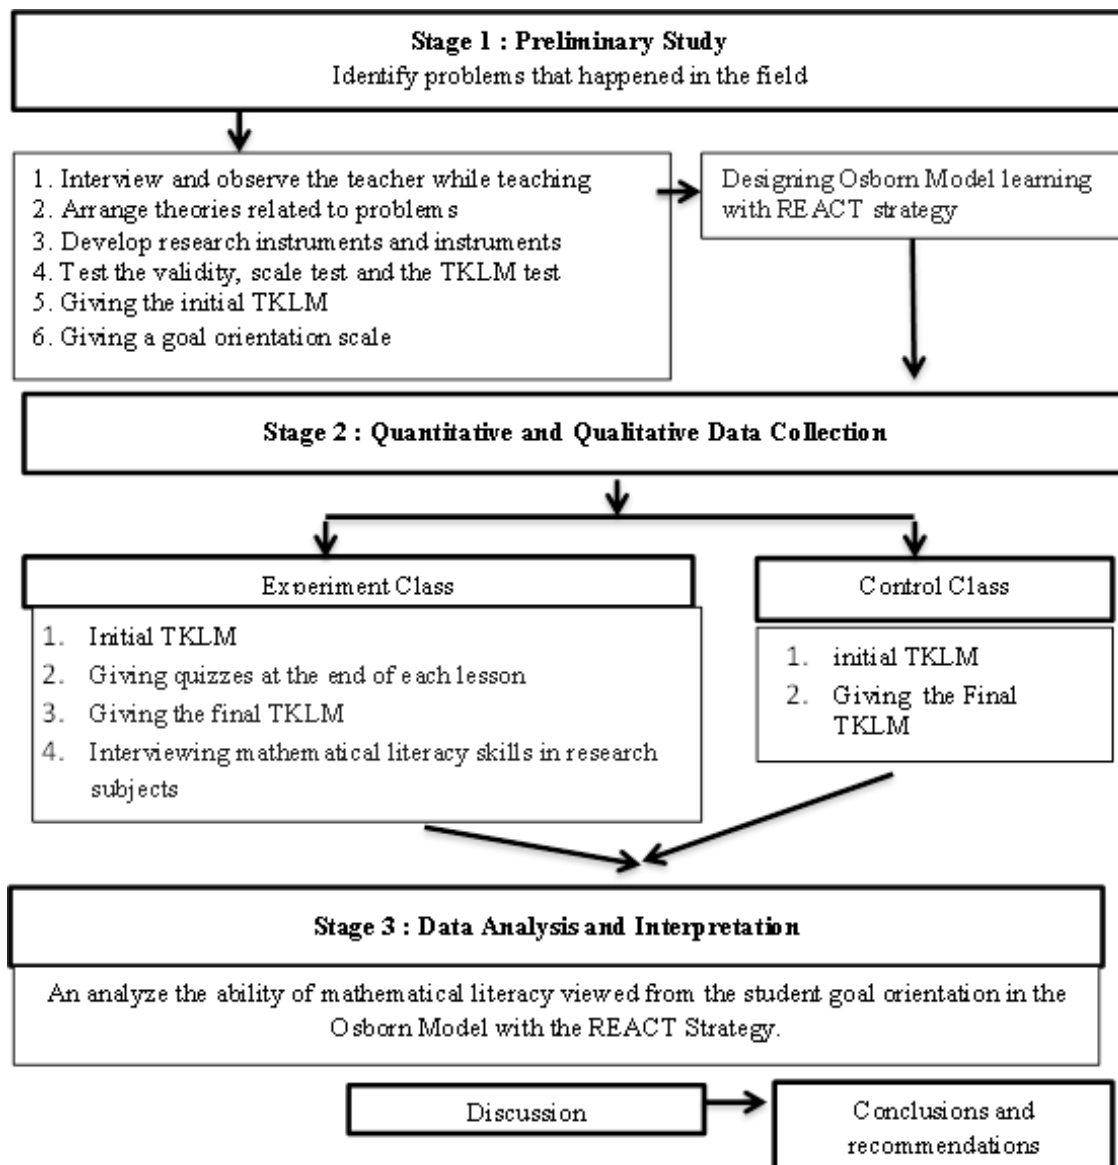 Stage 1 : Preliminary Study
Identify problems that happened in the field
1. Interview and observe the teacher while teaching
2. Arrange theories related to problems
3. Develop research instruments and instruments
4. Test the validity, scale test and the TKLM test
5. Giving the initial TKLM
6. Giving a goal orientation scale
Designing Osborn Model learning
with REACT strategy
Stage 2 : Quantitative and Qualitative Data Collection
Experiment Class
1. Initial TKLM
2. Giving quizzes at the end of each lesson
3. Giving the final TKLM
4. Interviewing mathematical literacy skills in research
subjects
Control Class
1. initial TKLM
2. Giving the Final
TKLM
Stage 3 : Data Analysis and Interpretation
An analyze the ability of mathematical literacy viewed from the student goal orientation in the
Osborn Model with the REACT Strategy.
Discussion
Conclusions and
recommendations